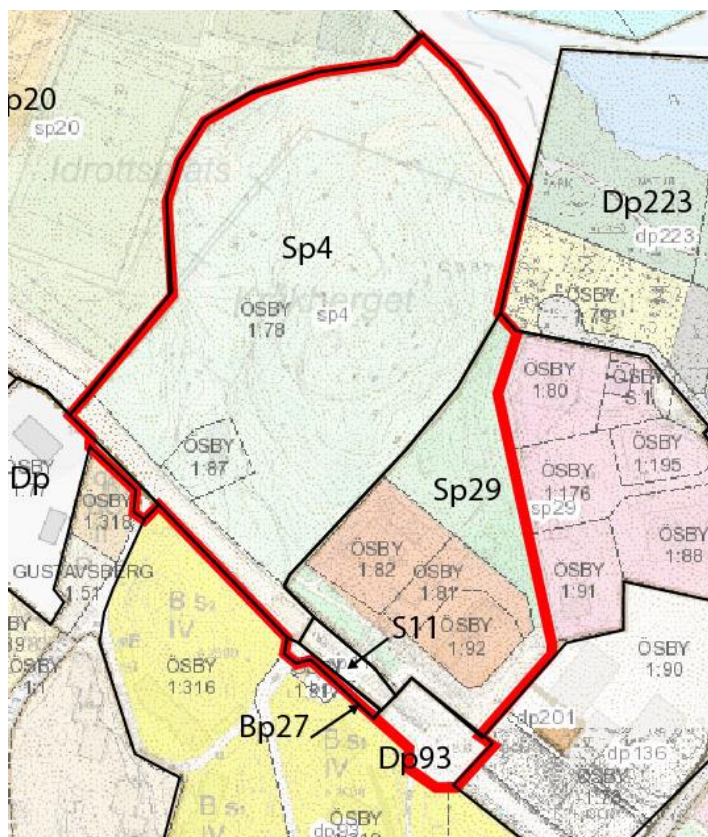 p20
sp20
Idrottsplats
Dp223
dp223
Sp4
sp4
ÖSBY
1:78
ÖSBY
1:79
ÖSBY
1:80
ÖSBY
S:1
ÖSBY
1:195
ÖSBY
1:176
Sp29
sp29
ÖSBY
1:88
ÖSBY
1:91
ÖSBY
1:87
Dp
ÖSBY
1:318
GUSTAVSBERG
1:51
ÖSBY
1:82
ÖSBY
1:81
ÖSBY
1:92
S11
ÖSBY
1:90
B s₂
IV
ÖSBY
1:316
Bp27
Dp93
dp201
dp136
B s₁
IV
ÖSBY